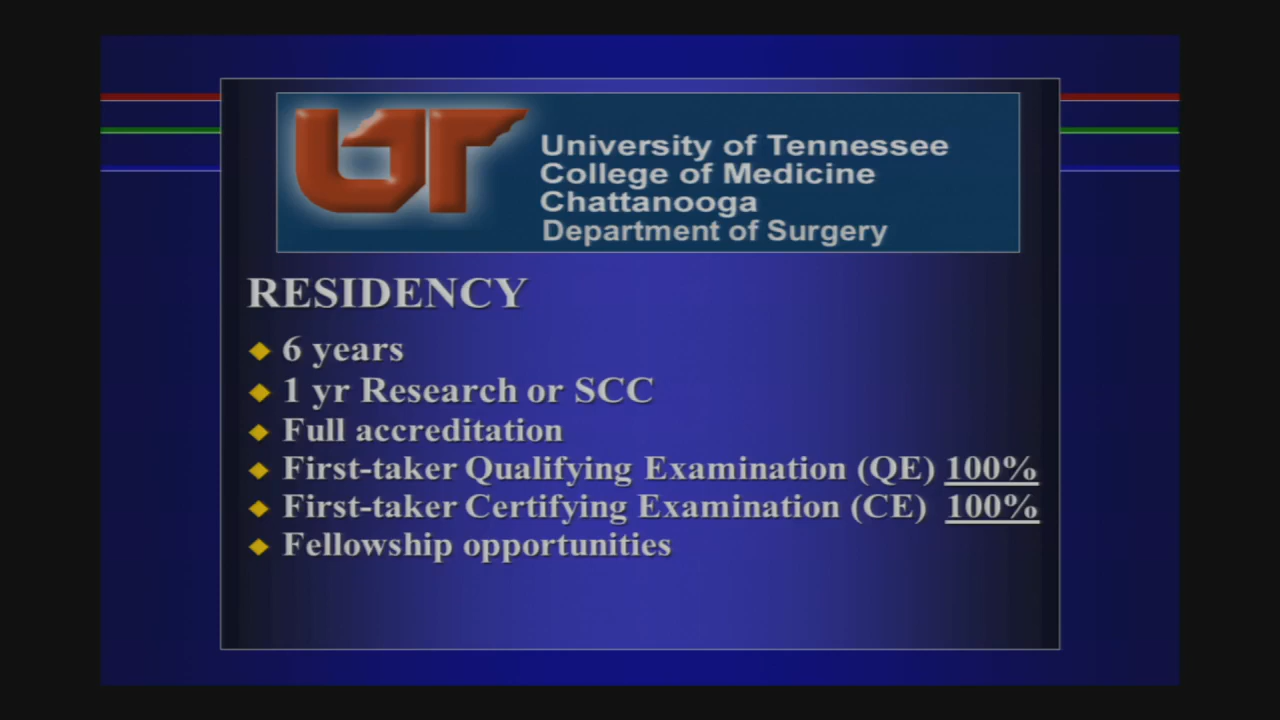 UT
University of Tennessee
College of Medicine
Chattanooga
Department of Surgery
RESIDENCY
6 years
1 yr Research or SCC
Full accreditation
First-taker Qualifying Examination (QE) 100%
First-taker Certifying Examination (CE) 100%
Fellowship opportunities